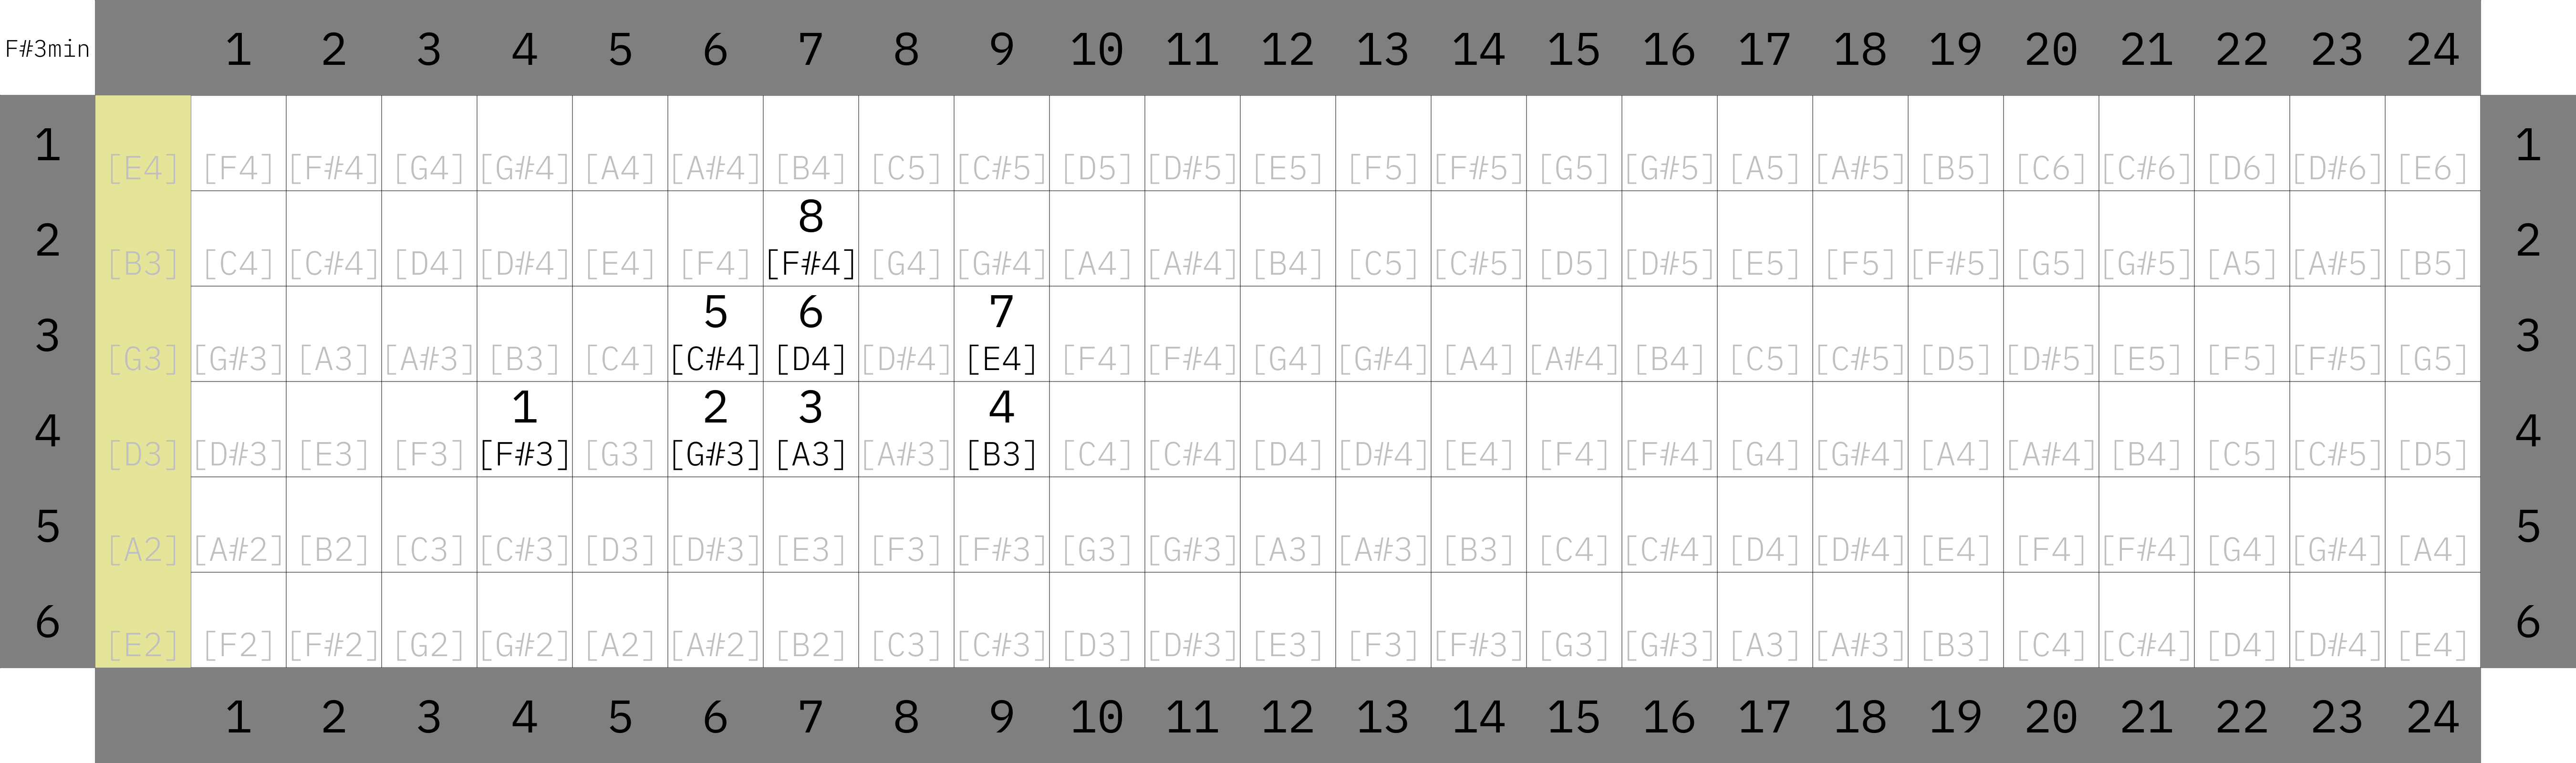 F#3min 1 2 3 4 5 6 7 8 9 10 11 12 13 14 15 16 17 18 19 20 21 22 23 24
1 [E4] [F4] [F#4] [G4] [G#4] [A4] [A#4] [B4] [C5] [C#5] [D5] [D#5] [E5] [F5] [F#5] [G5] [G#5] [A5] [A#5] [B5] [C6] [C#6] [D6] [D#6] [E6] 1
8
2 [B3] [C4] [C#4] [D4] [D#4] [E4] [F4] [F#4] [G4] [G#4] [A4] [A#4] [B4] [C5] [C#5] [D5] [D#5] [E5] [F5] [F#5] [G5] [G#5] [A5] [A#5] [B5] 2
5 6 7
3 [G3] [G#3] [A3] [A#3] [B3] [C4] [C#4] [D4] [D#4] [E4] [F4] [F#4] [G4] [G#4] [A4] [A#4] [B4] [C5] [C#5] [D5] [D#5] [E5] [F5] [F#5] [G5] 3
1 2 3 4
4 [D3] [D#3] [E3] [F3] [F#3] [G3] [G#3] [A3] [A#3] [B3] [C4] [C#4] [D4] [D#4] [E4] [F4] [F#4] [G4] [G#4] [A4] [A#4] [B4] [C5] [C#5] [D5] 4
5 [A2] [A#2] [B2] [C3] [C#3] [D3] [D#3] [E3] [F3] [F#3] [G3] [G#3] [A3] [A#3] [B3] [C4] [C#4] [D4] [D#4] [E4] [F4] [F#4] [G4] [G#4] [A4] 5
6 [E2] [F2] [F#2] [G2] [G#2] [A2] [A#2] [B2] [C3] [C#3] [D3] [D#3] [E3] [F3] [F#3] [G3] [G#3] [A3] [A#3] [B3] [C4] [C#4] [D4] [D#4] [E4] 6
1 2 3 4 5 6 7 8 9 10 11 12 13 14 15 16 17 18 19 20 21 22 23 24